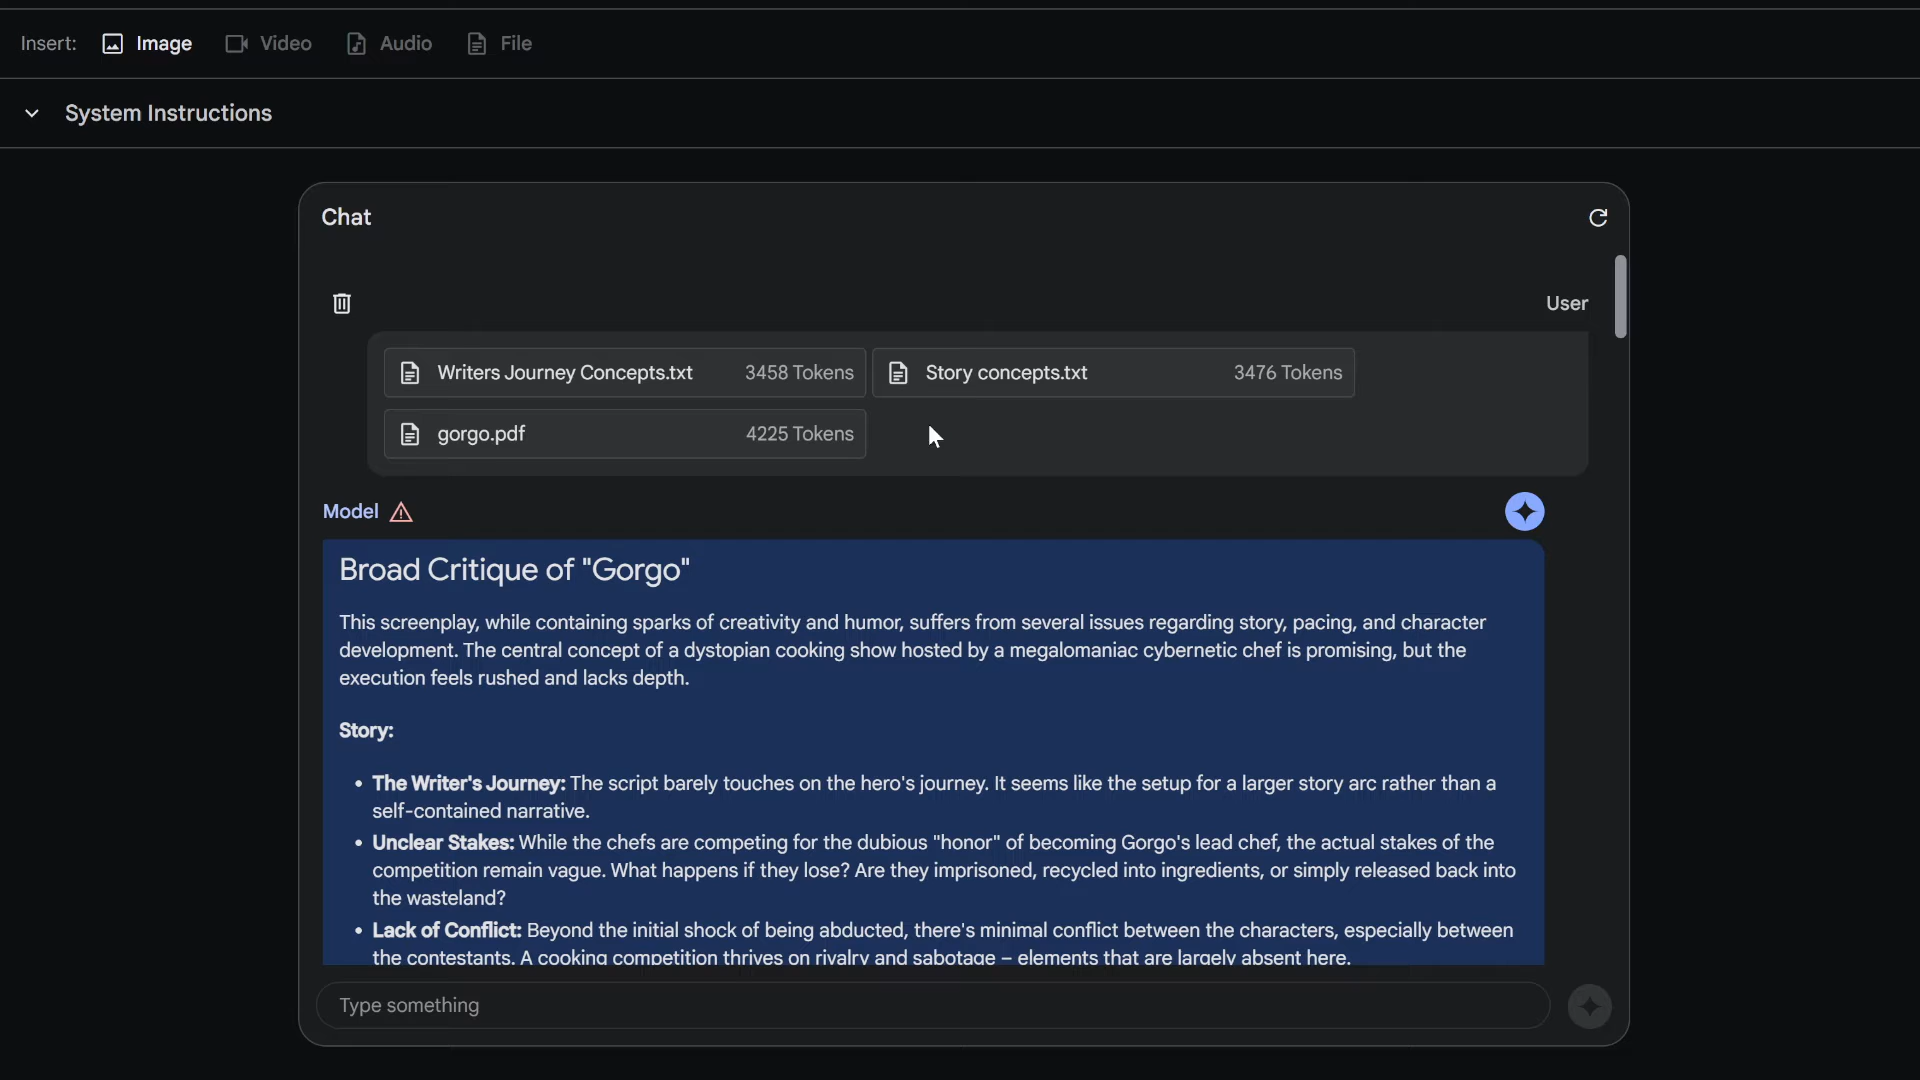 Insert: Image Video Audio File
System Instructions
Chat
User
Writers Journey Concepts.txt 3458 Tokens Story concepts.txt 3476 Tokens
gorgo.pdf 4225 Tokens
Model
Broad Critique of "Gorgo"
This screenplay, while containing sparks of creativity and humor, suffers from several issues regarding story, pacing, and character
development. The central concept of a dystopian cooking show hosted by a megalomaniac cybernetic chef is promising, but the
execution feels rushed and lacks depth.
Story:
• The Writer's Journey: The script barely touches on the hero's journey. It seems like the setup for a larger story arc rather than a
self-contained narrative.
• Unclear Stakes: While the chefs are competing for the dubious "honor" of becoming Gorgo's lead chef, the actual stakes of the
competition remain vague. What happens if they lose? Are they imprisoned, recycled into ingredients, or simply released back into
the wasteland?
• Lack of Conflict: Beyond the initial shock of being abducted, there's minimal conflict between the characters, especially between
the contestants. A cooking competition thrives on rivalry and sabotage – elements that are largely absent here.
Type something